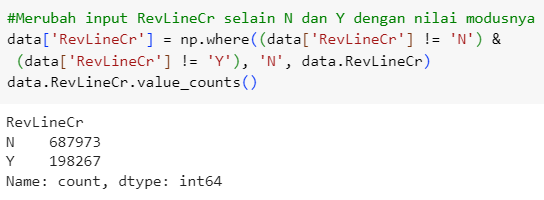 #Merubah input RevLineCr selain N dan Y dengan nilai modusnya
data['RevLineCr'] = np.where((data['RevLineCr'] != 'N') &
 (data['RevLineCr'] != 'Y'), 'N', data.RevLineCr)
data.RevLineCr.value_counts()
RevLineCr
N    687973
Y    198267
Name: count, dtype: int64